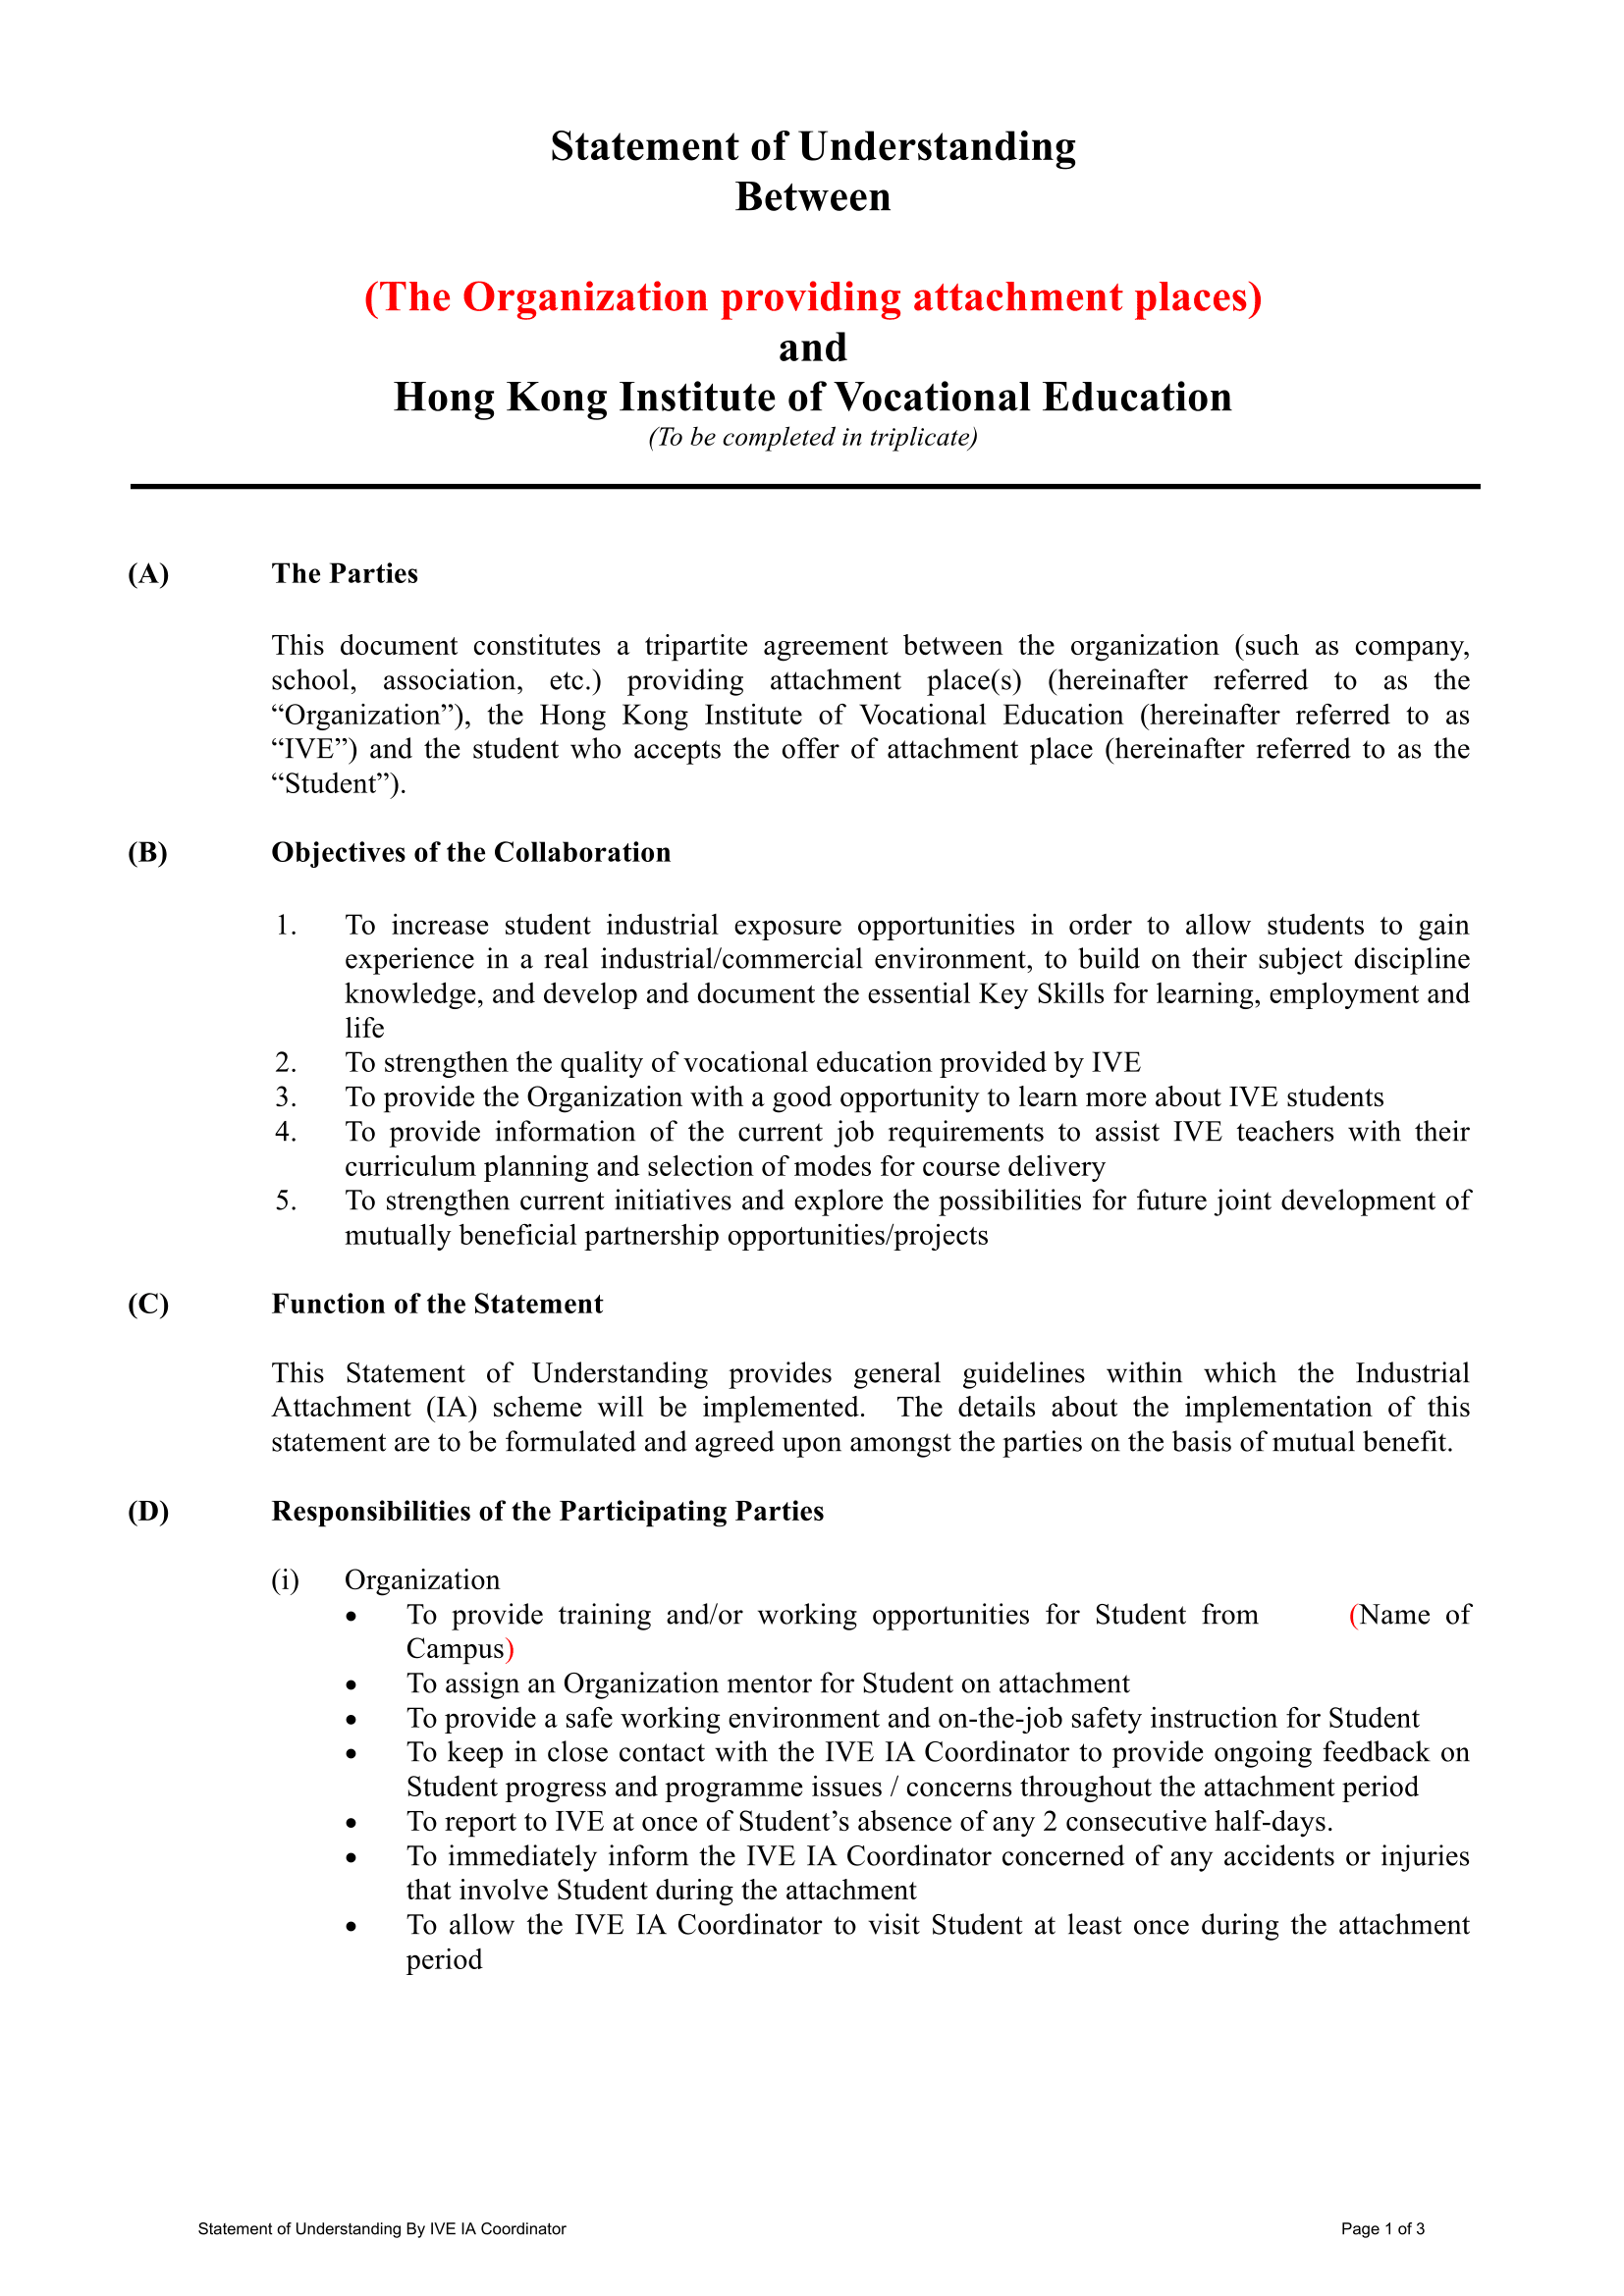 Statement of Understanding
Between
(The Organization providing attachment places)
and
Hong Kong Institute of Vocational Education
(To be completed in triplicate)
(A) The Parties
This document constitutes a tripartite agreement between the organization (such as company,
school, association, etc.) providing attachment place(s) (hereinafter referred to as the
“Organization”), the Hong Kong Institute of Vocational Education (hereinafter referred to as
“IVE”) and the student who accepts the offer of attachment place (hereinafter referred to as the
“Student”).
(B) Objectives of the Collaboration
1. To increase student industrial exposure opportunities in order to allow students to gain
experience in a real industrial/commercial environment, to build on their subject discipline
knowledge, and develop and document the essential Key Skills for learning, employment and
life
2. To strengthen the quality of vocational education provided by IVE
3. To provide the Organization with a good opportunity to learn more about IVE students
4. To provide information of the current job requirements to assist IVE teachers with their
curriculum planning and selection of modes for course delivery
5. To strengthen current initiatives and explore the possibilities for future joint development of
mutually beneficial partnership opportunities/projects
(C) Function of the Statement
This Statement of Understanding provides general guidelines within which the Industrial
Attachment (IA) scheme will be implemented. The details about the implementation of this
statement are to be formulated and agreed upon amongst the parties on the basis of mutual benefit.
(D) Responsibilities of the Participating Parties
(i) Organization
• To provide training and/or working opportunities for Student from (Name of
Campus)
• To assign an Organization mentor for Student on attachment
• To provide a safe working environment and on-the-job safety instruction for Student
• To keep in close contact with the IVE IA Coordinator to provide ongoing feedback on
Student progress and programme issues / concerns throughout the attachment period
• To report to IVE at once of Student’s absence of any 2 consecutive half-days.
• To immediately inform the IVE IA Coordinator concerned of any accidents or injuries
that involve Student during the attachment
• To allow the IVE IA Coordinator to visit Student at least once during the attachment
period
Statement of Understanding By IVE IA Coordinator Page 1 of 3